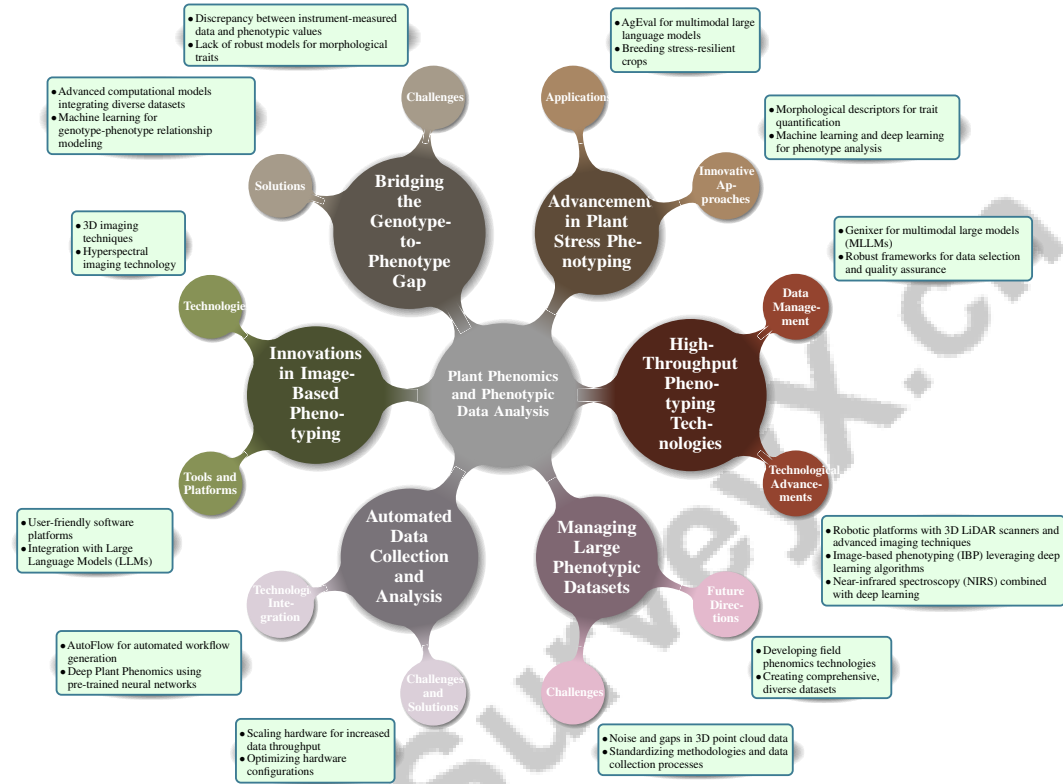 ● Discrepancy between instrument-measured
data and phenotypic values
● Lack of robust models for morphological
traits
● AgEval for multimodal large
language models
● Breeding stress-resilient
crops
● Advanced computational models
integrating diverse datasets
● Machine learning for
genotype-phenotype relationship
modeling
Challenges
Applications
● Morphological descriptors for trait
quantification
● Machine learning and deep learning
for phenotype analysis
Solutions
Bridging
the
Genotype-
to-
Phenotype
Gap
Advancement
in Plant
Stress Phe-
notyping
Innovative
Ap-
proaches
● 3D imaging
techniques
● Hyperspectral
imaging technology
● Genixer for multimodal large models
(MLLMs)
● Robust frameworks for data selection
and quality assurance
Technologie
Data
Manage-
ment
Innovations
in Image-
Based
Pheno-
typing
Plant Phenomics
and Phenotypic
Data Analysis
High-
Throughput
Pheno-
typing
Tech-
nologies
Tools and
Platforms
Technological
Advance-
ments
● User-friendly software
platforms
● Integration with Large
Language Models (LLMs)
Automated
Data
Collection
and
Analysis
Managing
Large
Phenotypic
Datasets
● Robotic platforms with 3D LiDAR scanners and
advanced imaging techniques
● Image-based phenotyping (IBP) leveraging deep
learning algorithms
● Near-infrared spectroscopy (NIRS) combined
with deep learning
Technologic
Integration
Future
Directions
● AutoFlow for automated workflow
generation
● Deep Plant Phenomics using
pre-trained neural networks
● Developing field
phenomics technologies
● Creating comprehensive,
diverse datasets
Challenges
and
Solutions
Challenges
● Scaling hardware for increased
data throughput
● Optimizing hardware
configurations
● Noise and gaps in 3D point cloud data
● Standardizing methodologies and data
collection processes
SurveyX.cn